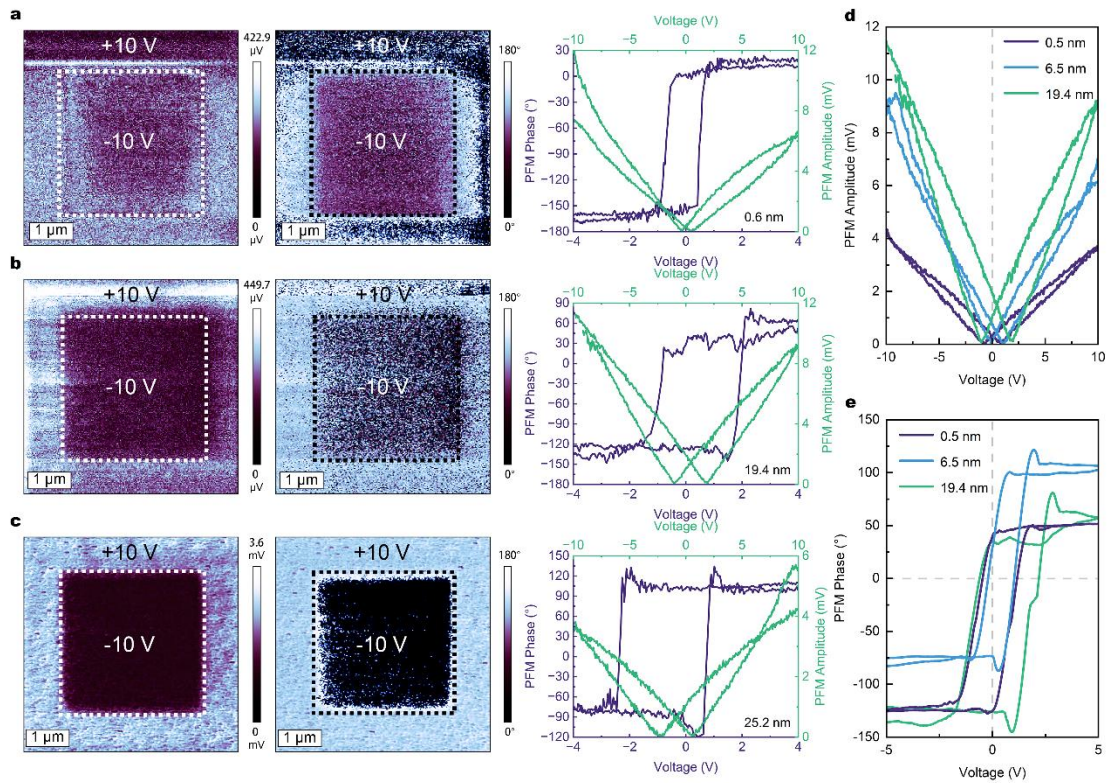 a
+10 V
-10 V
1 µm
422.9
µV
0
µV
1 µm
180°
0°
Voltage (V)
−10 −5 0 5 10
PFM Phase (°)
30
0
−30
−60
−90
−120
−150
−180
12
8
4
0
PFM Amplitude (mV)
0.6 nm
−4 −2 0 2 4
Voltage (V)
b
+10 V
-10 V
1 µm
449.7
µV
0
µV
+10 V
-10 V
1 µm
180°
0°
Voltage (V)
−10 −5 0 5 10
PFM Phase (°)
90
60
30
0
−30
−60
−90
−120
−150
−180
12
8
4
0
PFM Amplitude (mV)
19.4 nm
−4 −2 0 2 4
Voltage (V)
c
+10 V
-10 V
1 µm
3.6
mV
0
mV
+10 V
-10 V
1 µm
180°
0°
Voltage (V)
−10 −5 0 5 10
PFM Phase (°)
150
120
90
60
30
0
−30
−60
−90
−120
6
4
2
0
PFM Amplitude (mV)
25.2 nm
−4 −2 0 2 4
Voltage (V)
d
PFM Amplitude (mV)
12
10
8
6
4
2
0
0.5 nm
6.5 nm
19.4 nm
-10 -5 0 5 10
Voltage (V)
e
PFM Phase (°)
150
100
50
0
-50
-100
-150
0.5 nm
6.5 nm
19.4 nm
-5 0 5
Voltage (V)